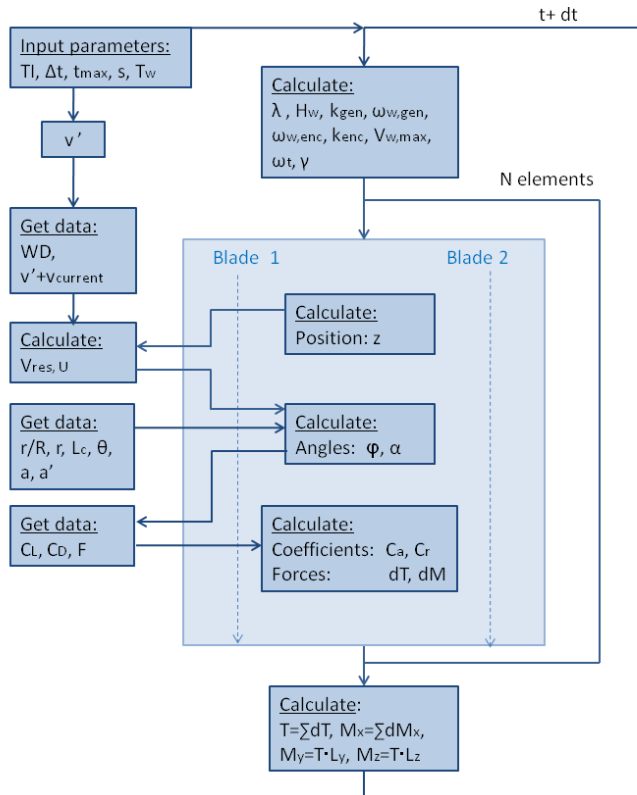 t+ dt
Input parameters:
TI, Δt, tmax, s, Tw
Calculate:
λ , Hw, kgen, ωw,gen,
ωw,enc, kenc, Vw,max,
ωt, γ
v’
N elements
Get data:
WD,
v’+vcurrent
Blade 1
Blade 2
Calculate:
Position: z
Calculate:
Vres, U
Get data:
r/R, r, Lc, θ,
a, a’
Calculate:
Angles: φ, α
Get data:
CL, CD, F
Calculate:
Coefficients: Ca, Cr
Forces: dT, dM
Calculate:
T=∑dT, Mx=∑dMx,
My=T·Ly, Mz=T·Lz